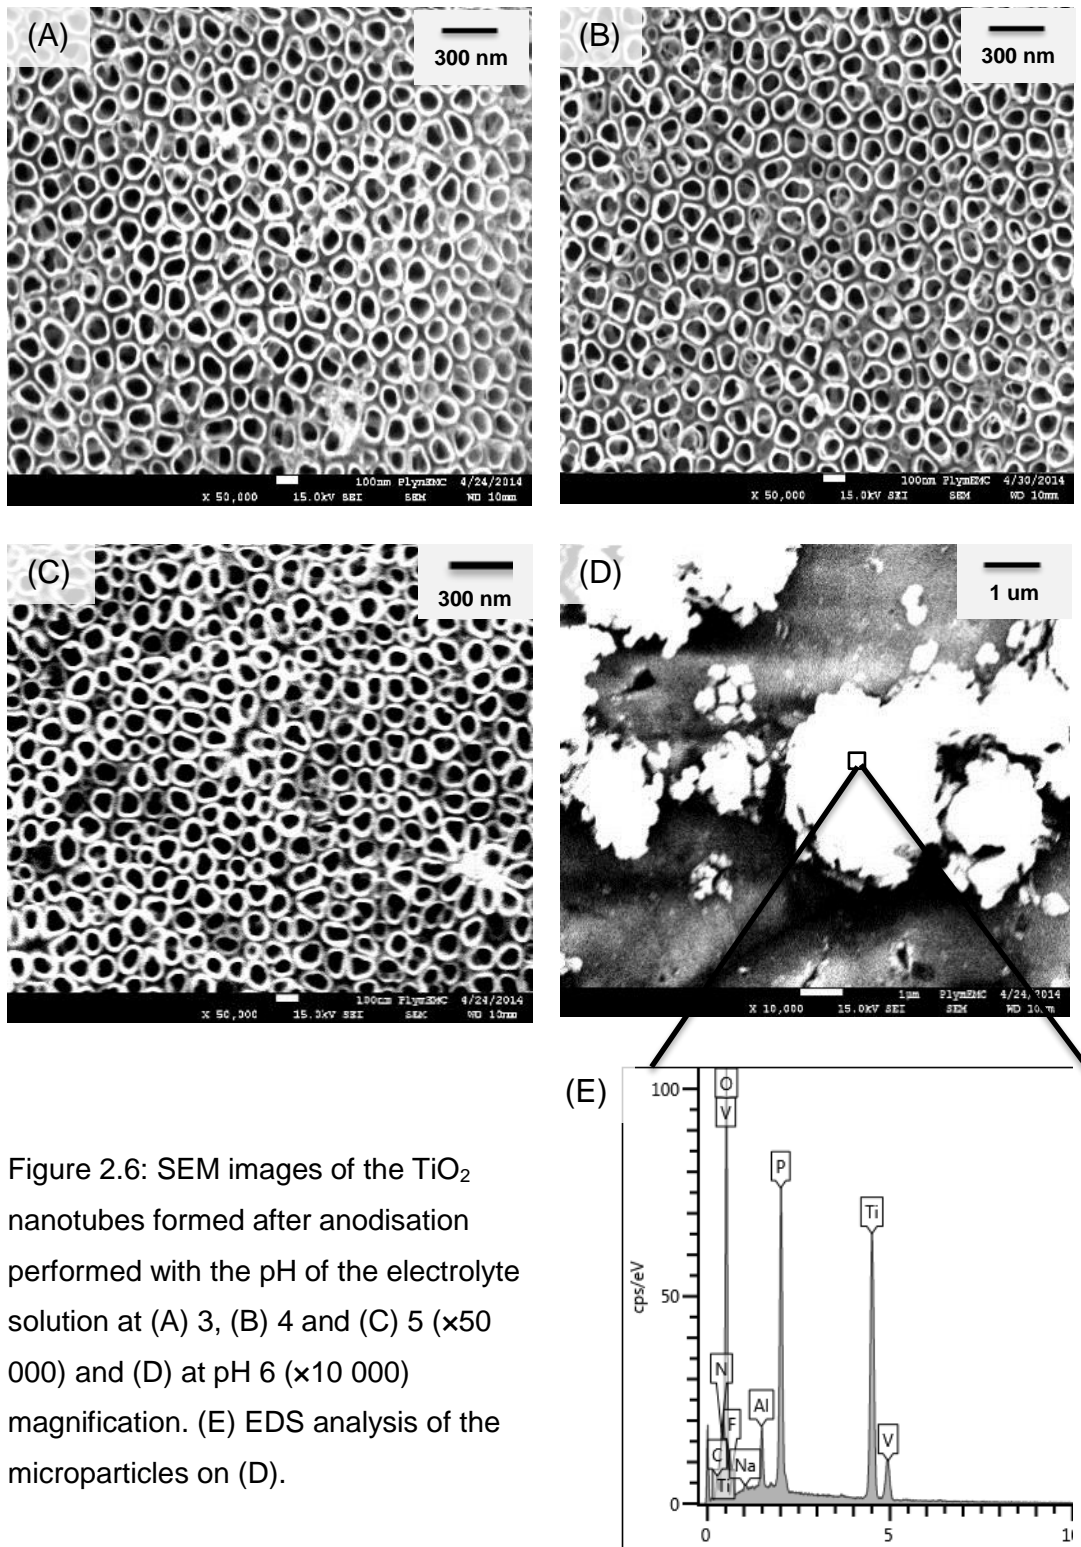 (A)
300 nm
100nm PlymEMC 4/24/2014
X 50,000 15.0kV SEI SEM WD 10mm
(B)
300 nm
100nm PlymEMC 4/30/2014
X 50,000 15.0kV SEI SEM WD 10mm
(C)
300 nm
100nm PlymEMC 4/24/2014
X 50,000 15.0kV SEI SEM WD 10mm
(D)
1 um
1µm PlymEMC 4/24/2014
X 10,000 15.0kV SEI SEM
(E)
cps/eV
100
50
0
O
V
P
Ti
N
F
Al
C
Ti
Na
V
0
5
Figure 2.6: SEM images of the TiO₂
nanotubes formed after anodisation
performed with the pH of the electrolyte
solution at (A) 3, (B) 4 and (C) 5 (×50
000) and (D) at pH 6 (×10 000)
magnification. (E) EDS analysis of the
microparticles on (D).